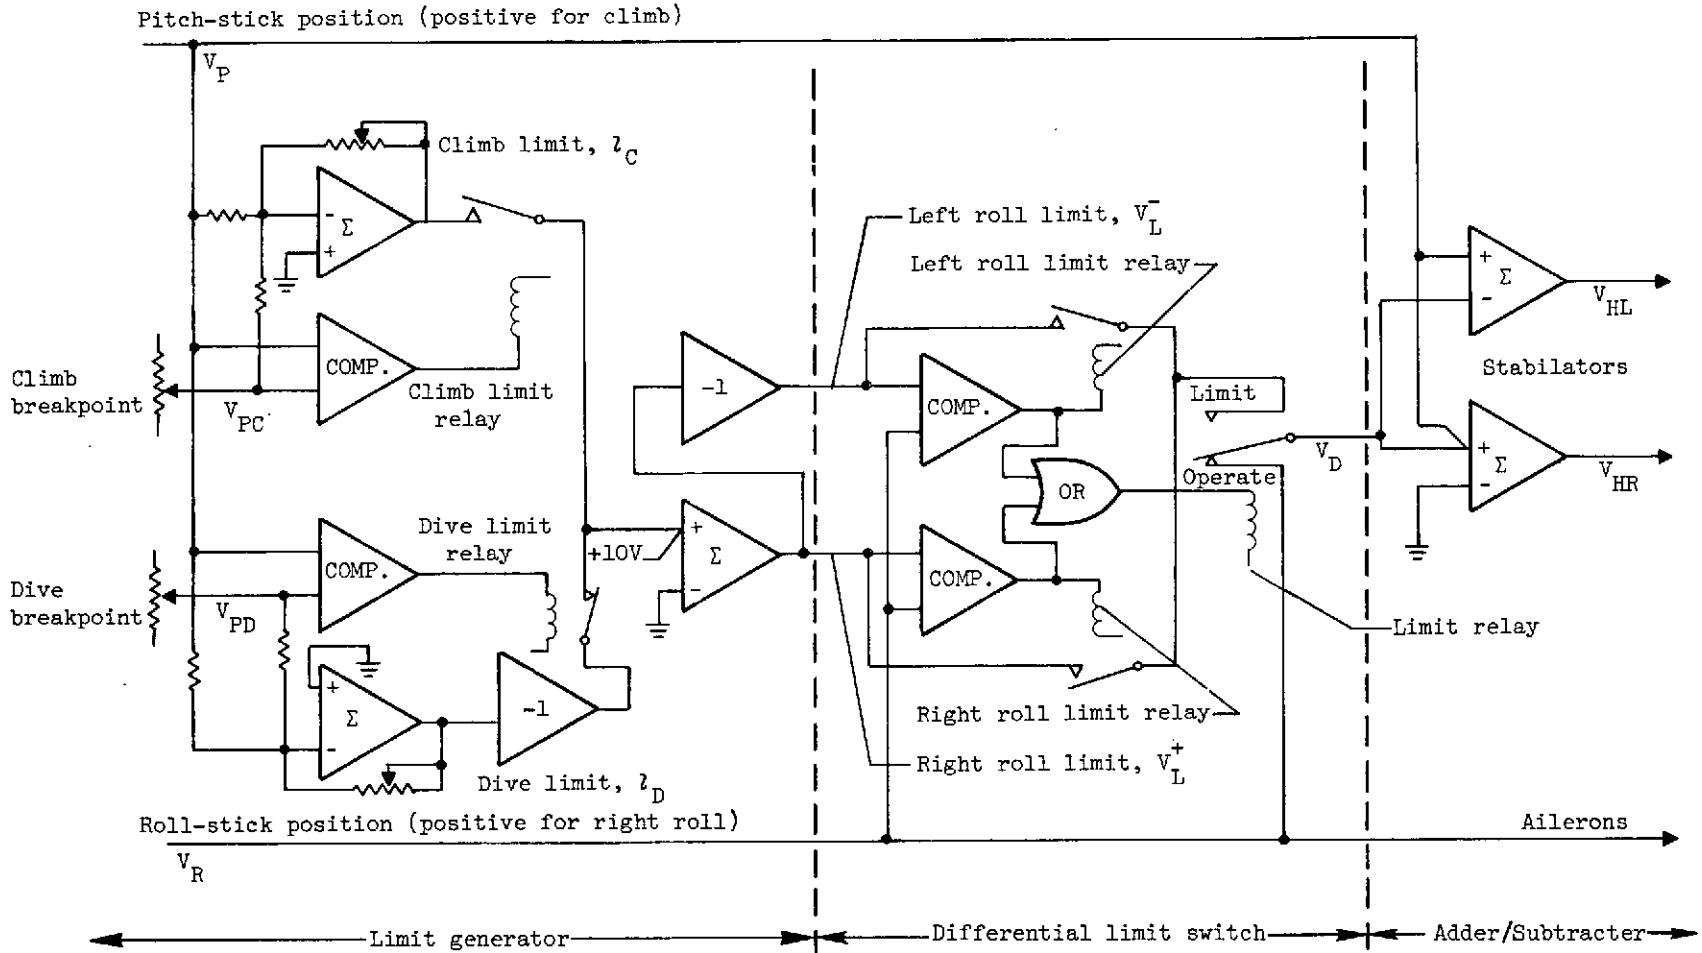 Pitch-stick position (positive for climb)
V_P
Climb limit, l_C
-
Σ
+
Left roll limit, V_L^-
Left roll limit relay
+
Σ
-
V_HL
Climb
breakpoint
V_PC
COMP.
Climb limit
relay
-1
COMP.
Limit
Stabilators
V_D
Operate
+
Σ
-
V_HR
OR
Dive
breakpoint
V_PD
COMP.
Dive limit
relay
+10V
+
Σ
-
COMP.
Limit relay
+
Σ
-
-1
Dive limit, l_D
Right roll limit relay
Right roll limit, V_L^+
Roll-stick position (positive for right roll)
V_R
Ailerons
Limit generator
Differential limit switch
Adder/Subtracter